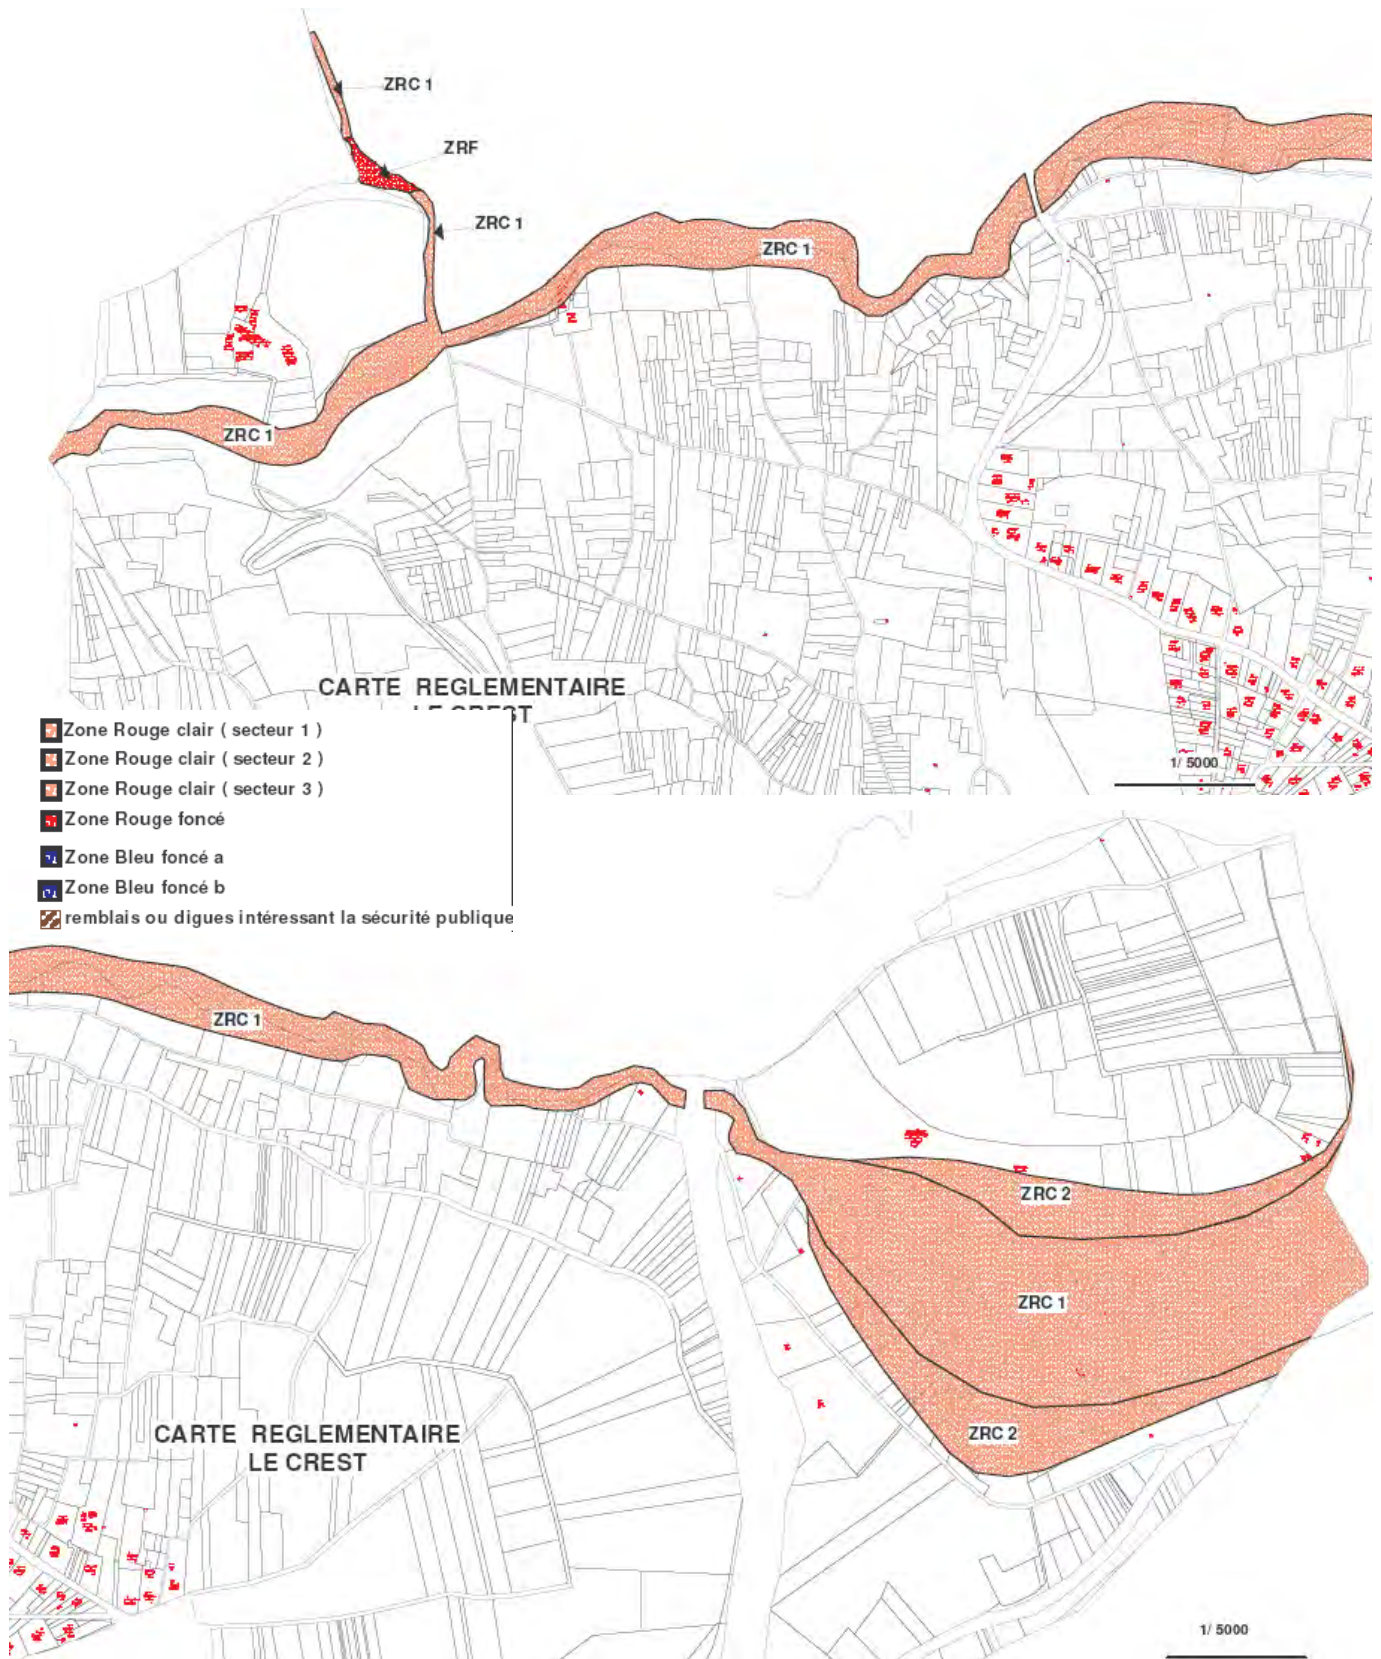 ZRC 1
ZRF
ZRC 1
ZRC 1
ZRC 1
CARTE REGLEMENTAIRE
LE CREST
1/ 5000
Zone Rouge clair ( secteur 1 )
Zone Rouge clair ( secteur 2 )
Zone Rouge clair ( secteur 3 )
Zone Rouge foncé
Zone Bleu foncé a
Zone Bleu foncé b
remblais ou digues intéressant la sécurité publique
ZRC 1
ZRC 2
ZRC 1
ZRC 2
CARTE REGLEMENTAIRE
LE CREST
1/ 5000